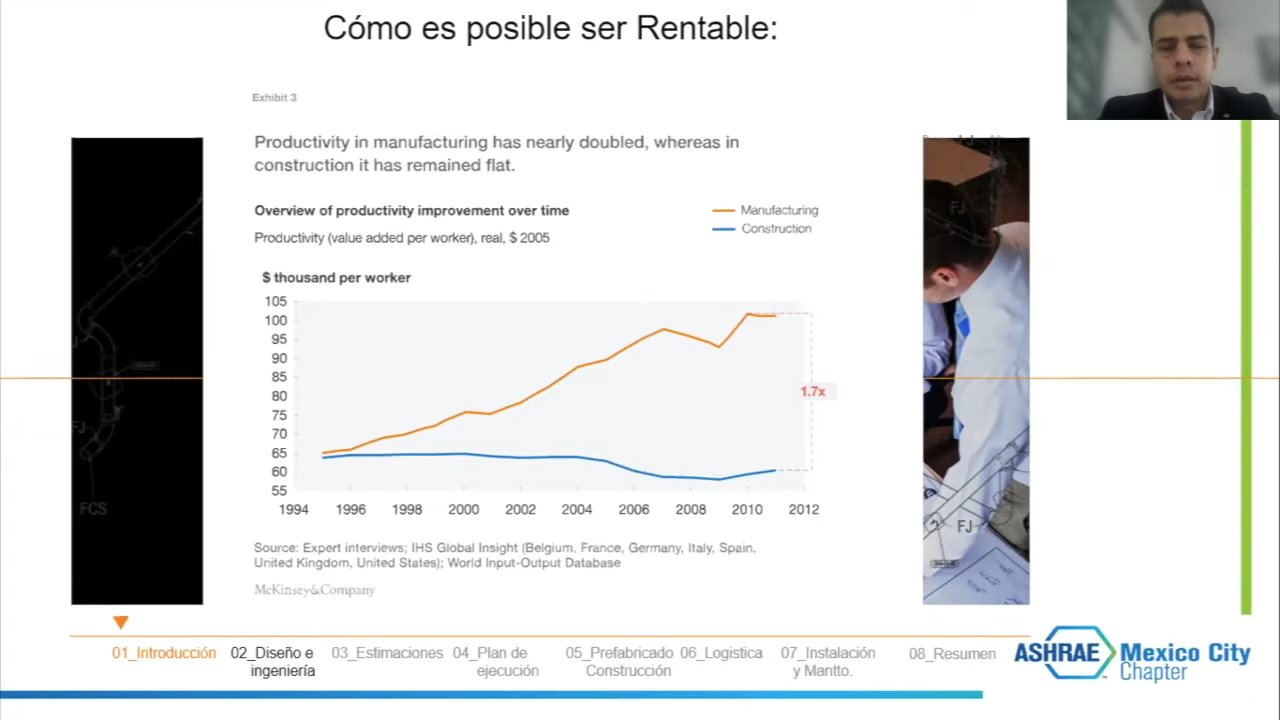 Cómo es posible ser Rentable:
Exhibit 3
Productivity in manufacturing has nearly doubled, whereas in
construction it has remained flat.
Overview of productivity improvement over time
Productivity (value added per worker), real, $ 2005
Manufacturing
Construction
$ thousand per worker
105
100
95
90
85
80
75
70
65
60
55
1994 1996 1998 2000 2002 2004 2006 2008 2010 2012
1.7x
Source: Expert interviews; IHS Global Insight (Belgium, France, Germany, Italy, Spain,
United Kingdom, United States); World Input-Output Database
McKinsey&Company
FCS
FJ
FJ
FJ
01_Introducción
02_Diseño e
ingeniería
03_Estimaciones
04_Plan de
ejecución
05_Prefabricado
Construcción
06_Logistica
07_Instalación
y Mantto.
08_Resumen
ASHRAE Mexico City
Chapter